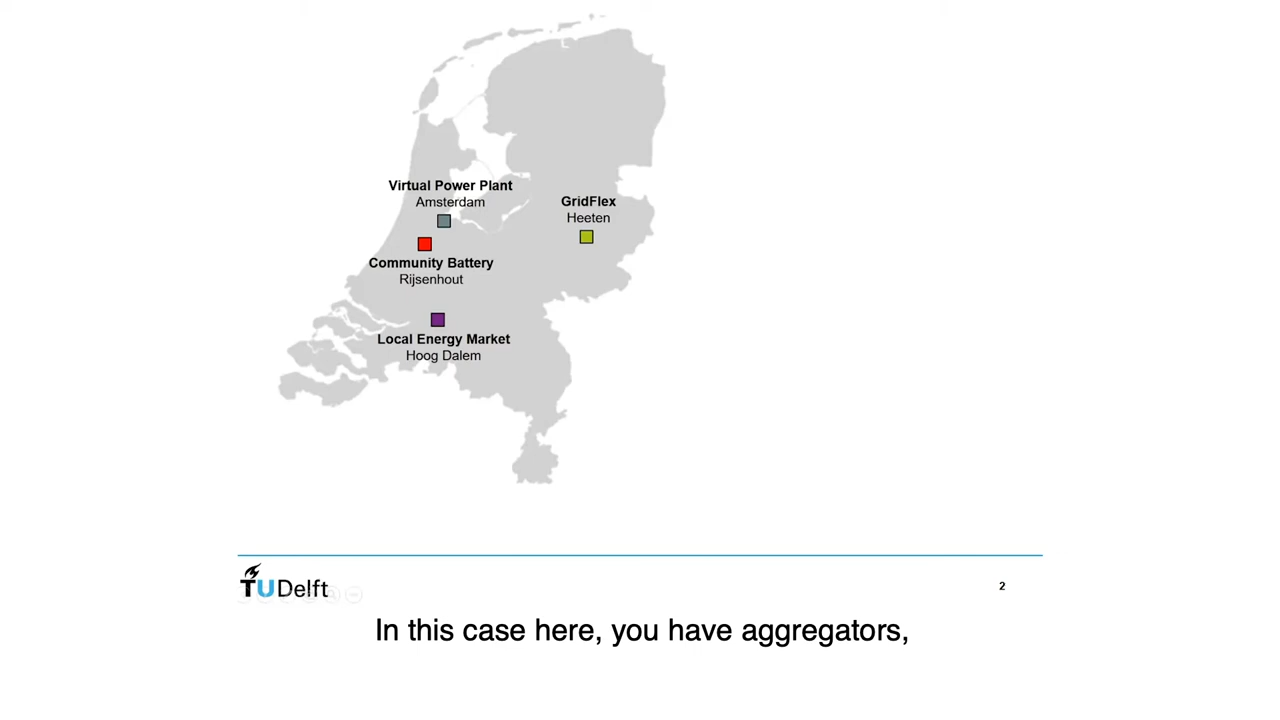 Virtual Power Plant
Amsterdam
GridFlex
Heeten
Community Battery
Rijsenhout
Local Energy Market
Hoog Dalem
TUDelft
2
In this case here, you have aggregators,